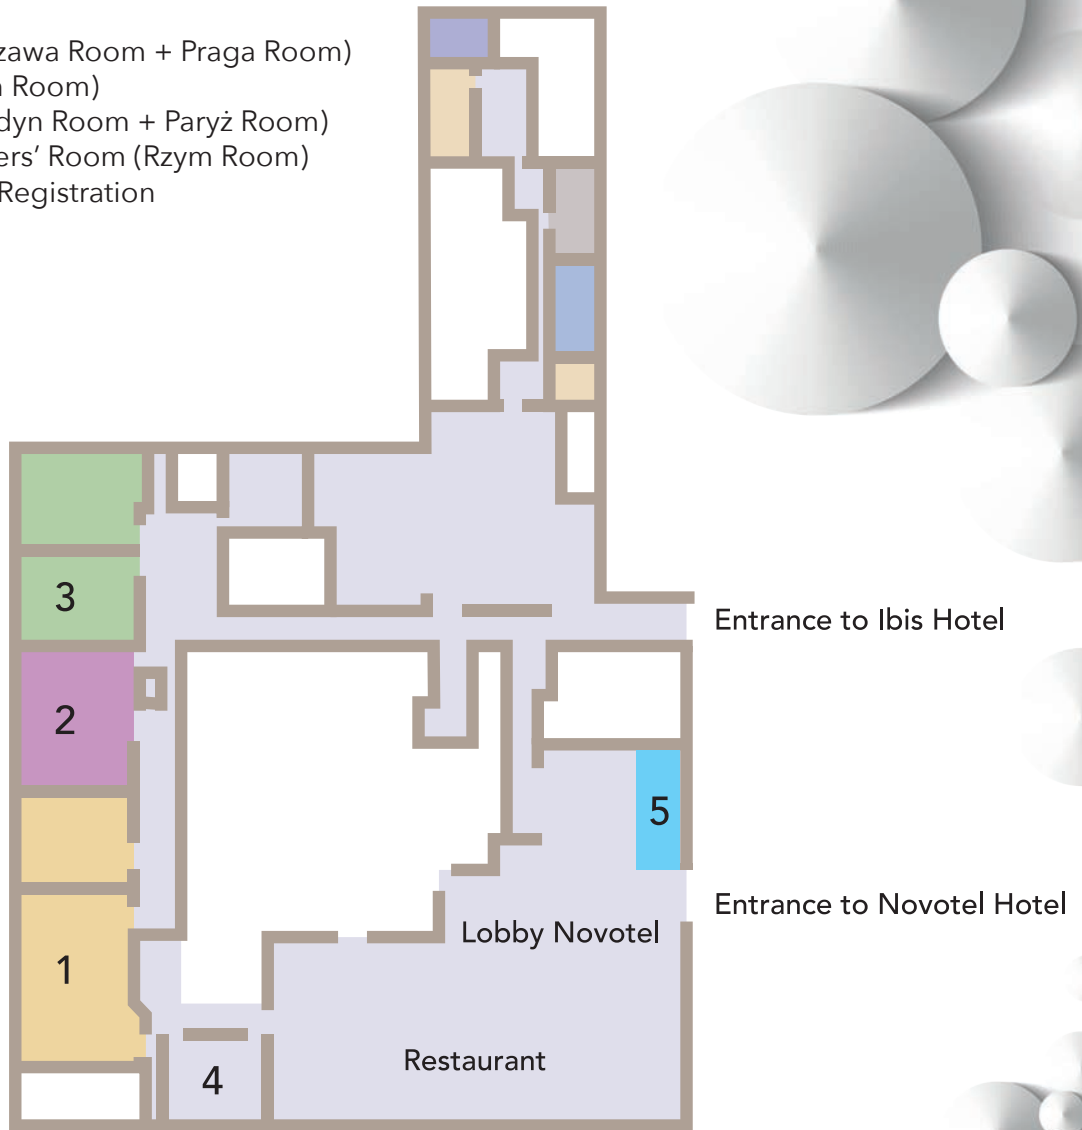 zawa Room + Praga Room)
Room)
dyn Room + Paryż Room)
ers' Room (Rzym Room)
Registration
3
Entrance to Ibis Hotel
2
5
Entrance to Novotel Hotel
Lobby Novotel
1
Restaurant
4